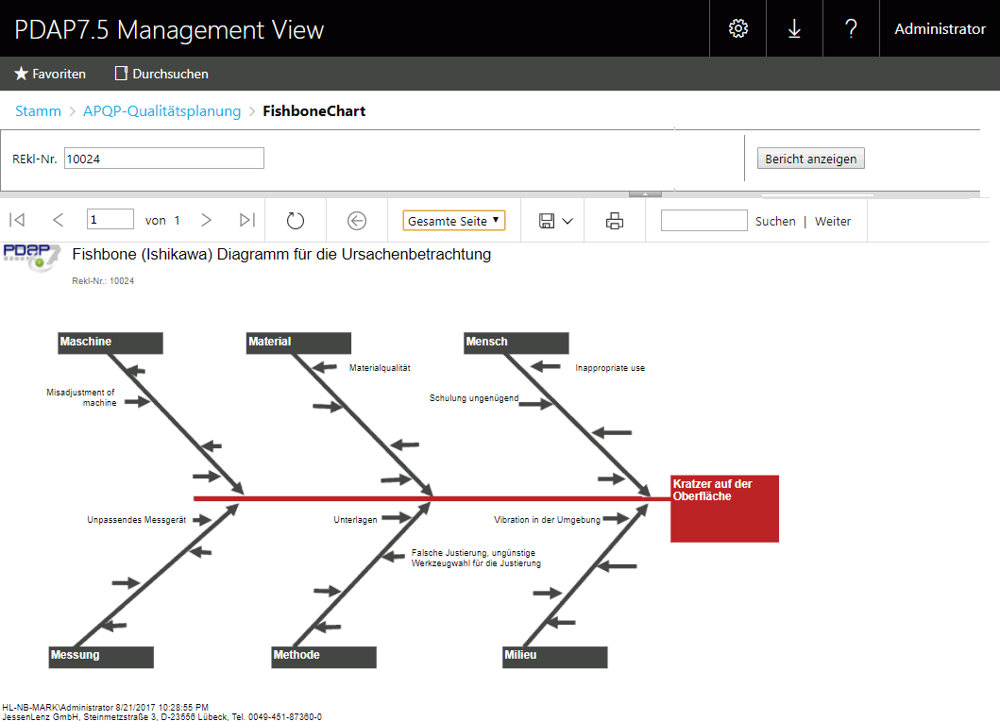 PDAP7.5 Management View
?
Administrator
Favoriten
Durchsuchen
Stamm > APQP-Qualitätsplanung > FishboneChart
REkl-Nr. 10024
Bericht anzeigen
1 von 1
Gesamte Seite
Suchen | Weiter
PDAP7
Fishbone (Ishikawa) Diagramm für die Ursachenbetrachtung
Rekl-Nr.: 10024
Maschine
Material
Mensch
Materialqualität
Inappropriate use
Misadjustment of
machine
Schulung ungenügend
Kratzer auf der
Oberfläche
Unpassendes Messgerät
Unterlagen
Vibration in der Umgebung
Falsche Justierung, ungünstige
Werkzeugwahl für die Justierung
Messung
Methode
Milieu
HL-NB-MARK\Administrator 8/21/2017 10:28:55 PM
JessenLenz GmbH, Steinmetzstraße 3, D-23556 Lübeck, Tel. 0049-451-87360-0